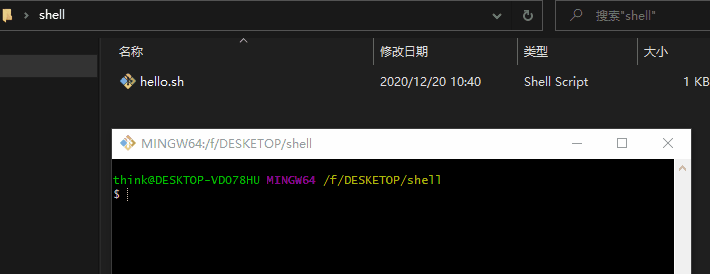 shell
搜索"shell"
名称 修改日期 类型 大小
hello.sh 2020/12/20 10:40 Shell Script 1 KB
MINGW64:/f/DESKETOP/shell
think@DESKTOP-VDO78HU MINGW64 /f/DESKETOP/shell
$